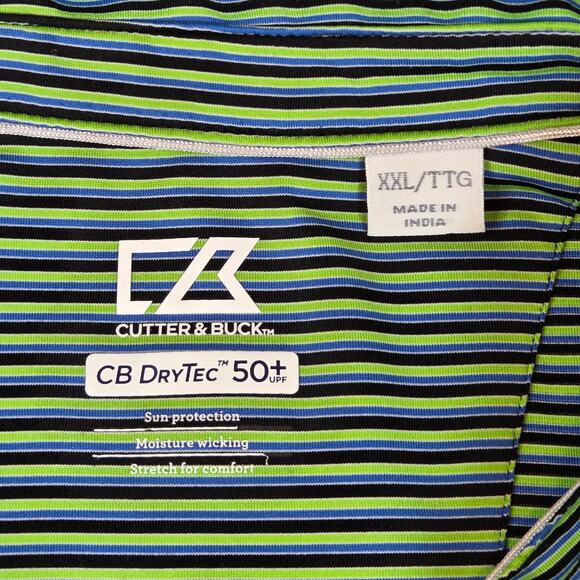 XXL/TTG
MADE IN
INDIA
CB
CUTTER & BUCK™
CB DRYTEC™ 50+ UPF
Sun protection
Moisture wicking
Stretch for comfort